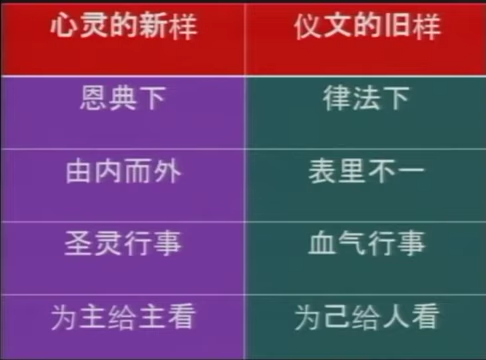 心灵的新样 仪文的旧样
恩典下 律法下
由内而外 表里不一
圣灵行事 血气行事
为主给主看 为己给人看